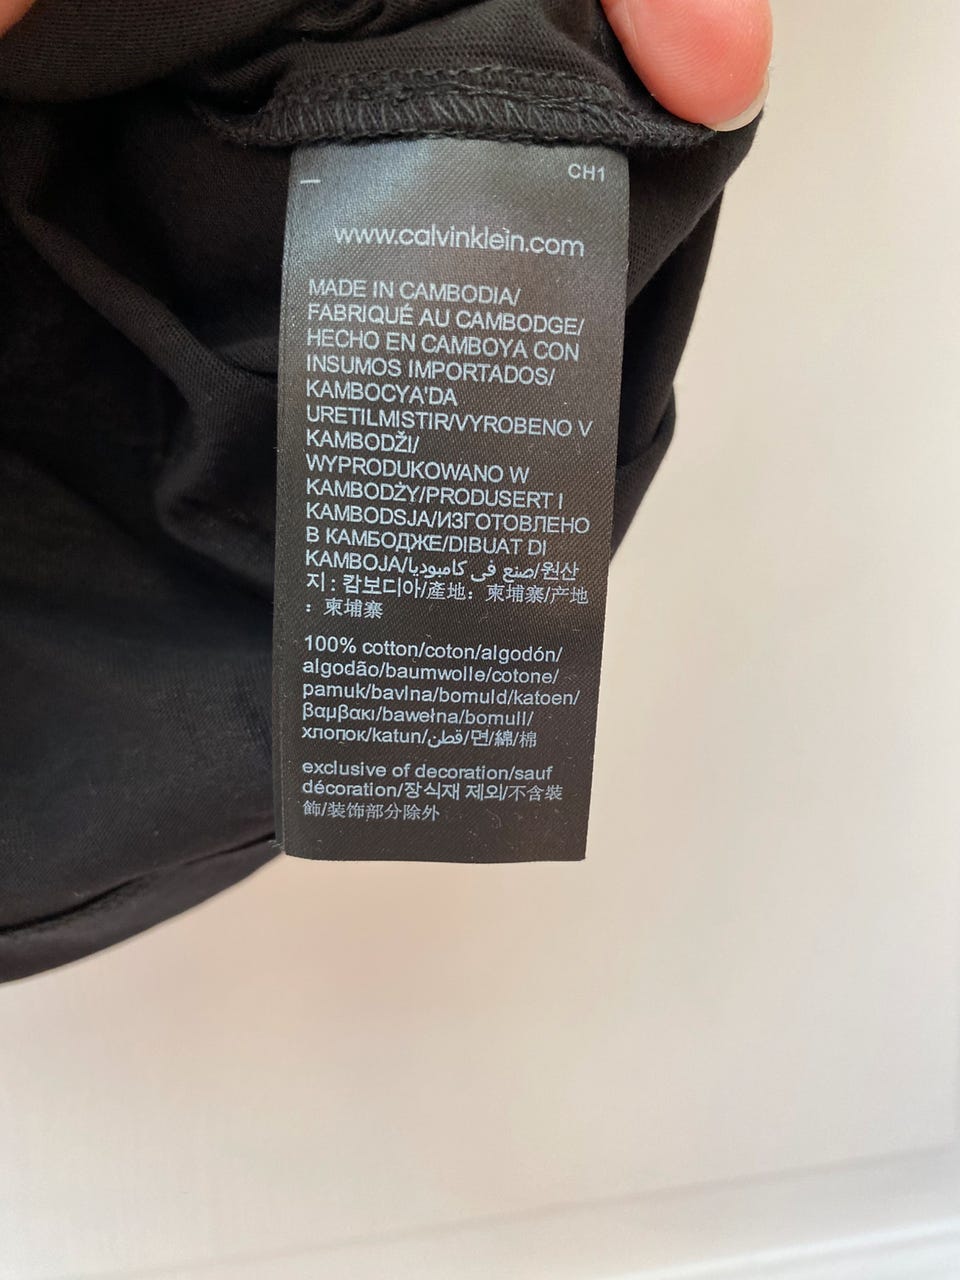 CH1
www.calvinklein.com
MADE IN CAMBODIA/
FABRIQUÉ AU CAMBODGE/
HECHO EN CAMBOYA CON
INSUMOS IMPORTADOS/
KAMBOCYA'DA
URETILMISTIR/VYROBENO V
KAMBODŽI/
WYPRODUKOWANO W
KAMBODŻY/PRODUSERT I
KAMBODSJA/ИЗГОТОВЛЕНО
В КАМБОДЖЕ/DIBUAT DI
KAMBOJA/صنع في كامبوديا/원산
지 : 캄보디아/產地：柬埔寨/产地
：柬埔寨
100% cotton/coton/algodón/
algodão/baumwolle/cotone/
pamuk/bavlna/bomuld/katoen/
βαμβακι/bawełna/bomull/
хлопок/katun/قطن/면/綿/棉
exclusive of decoration/sauf
décoration/장식재 제외/不含裝
飾/装饰部分除外